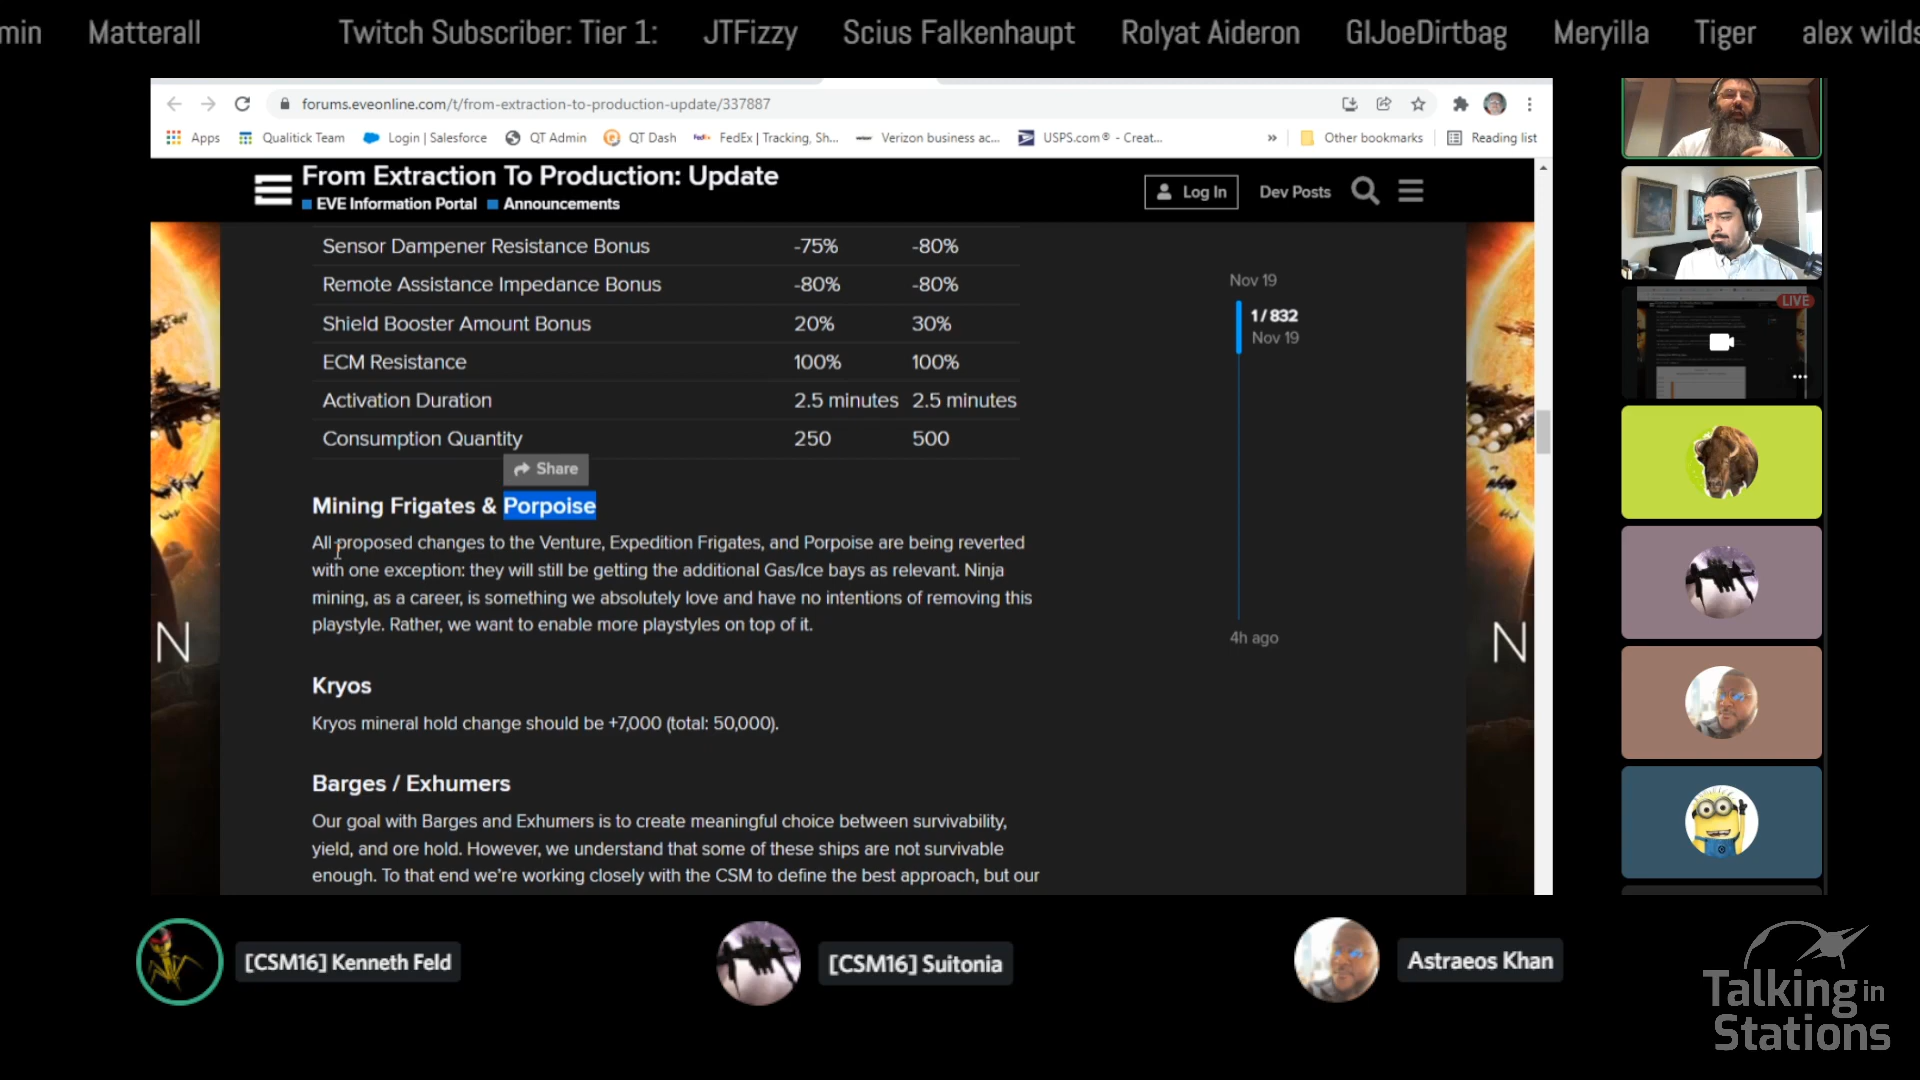 min Matterall Twitch Subscriber: Tier 1: JTFizzy Scius Falkenhaupt Rolyat Aideron GIJoeDirtbag Meryilla Tiger alex wilds
forums.eveonline.com/t/from-extraction-to-production-update/337887
Apps Qualitick Team Login | Salesforce QT Admin QT Dash FedEx | Tracking, Sh... Verizon business ac... USPS.com® - Creat... » Other bookmarks Reading list
From Extraction To Production: Update
EVE Information Portal Announcements
Log In Dev Posts
Sensor Dampener Resistance Bonus -75% -80%
Remote Assistance Impedance Bonus -80% -80%
Shield Booster Amount Bonus 20% 30%
ECM Resistance 100% 100%
Activation Duration 2.5 minutes 2.5 minutes
Consumption Quantity 250 500
Share
Mining Frigates & Porpoise
All proposed changes to the Venture, Expedition Frigates, and Porpoise are being reverted
with one exception: they will still be getting the additional Gas/Ice bays as relevant. Ninja
mining, as a career, is something we absolutely love and have no intentions of removing this
playstyle. Rather, we want to enable more playstyles on top of it.
Kryos
Kryos mineral hold change should be +7,000 (total: 50,000).
Barges / Exhumers
Our goal with Barges and Exhumers is to create meaningful choice between survivability,
yield, and ore hold. However, we understand that some of these ships are not survivable
enough. To that end we're working closely with the CSM to define the best approach, but our
Nov 19
1 / 832
Nov 19
4h ago
N
N
LIVE
[CSM16] Kenneth Feld
[CSM16] Suitonia
Astraeos Khan
Talking in
Stations